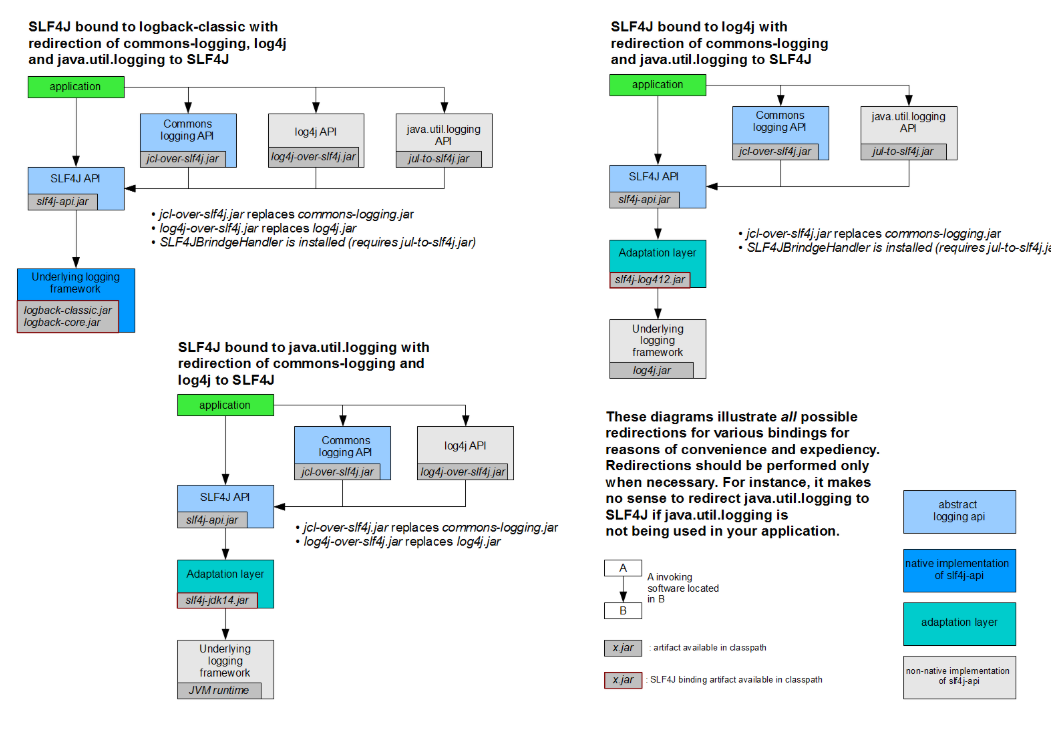 SLF4J bound to logback-classic with
redirection of commons-logging, log4j
and java.util.logging to SLF4J
application
Commons
logging API
jcl-over-slf4j.jar
log4j API
log4j-over-slf4j.jar
java.util.logging
API
jul-to-slf4j.jar
SLF4J API
slf4j-api.jar
• jcl-over-slf4j.jar replaces commons-logging.jar
• log4j-over-slf4j.jar replaces log4j.jar
• SLF4JBrindgeHandler is installed (requires jul-to-slf4j.jar)
Underlying logging
framework
logback-classic.jar
logback-core.jar
SLF4J bound to log4j with
redirection of commons-logging
and java.util.logging to SLF4J
application
Commons
logging API
jcl-over-slf4j.jar
java.util.logging
API
jul-to-slf4j.jar
SLF4J API
slf4j-api.jar
• jcl-over-slf4j.jar replaces commons-logging.jar
• SLF4JBrindgeHandler is installed (requires jul-to-slf4j.ja
Adaptation layer
slf4j-log412.jar
Underlying
logging
framework
log4j.jar
SLF4J bound to java.util.logging with
redirection of commons-logging and
log4j to SLF4J
application
Commons
logging API
jcl-over-slf4j.jar
log4j API
log4j-over-slf4j.jar
SLF4J API
slf4j-api.jar
• jcl-over-slf4j.jar replaces commons-logging.jar
• log4j-over-slf4j.jar replaces log4j.jar
Adaptation layer
slf4j-jdk14.jar
Underlying
logging
framework
JVM runtime
These diagrams illustrate all possible
redirections for various bindings for
reasons of convenience and expediency.
Redirections should be performed only
when necessary. For instance, it makes
no sense to redirect java.util.logging to
SLF4J if java.util.logging is
not being used in your application.
A
B
A invoking
software located
in B
x.jar : artifact available in classpath
x.jar : SLF4J binding artifact available in classpath
abstract
logging api
native implementation
of slf4j-api
adaptation layer
non-native implementation
of slf4j-api